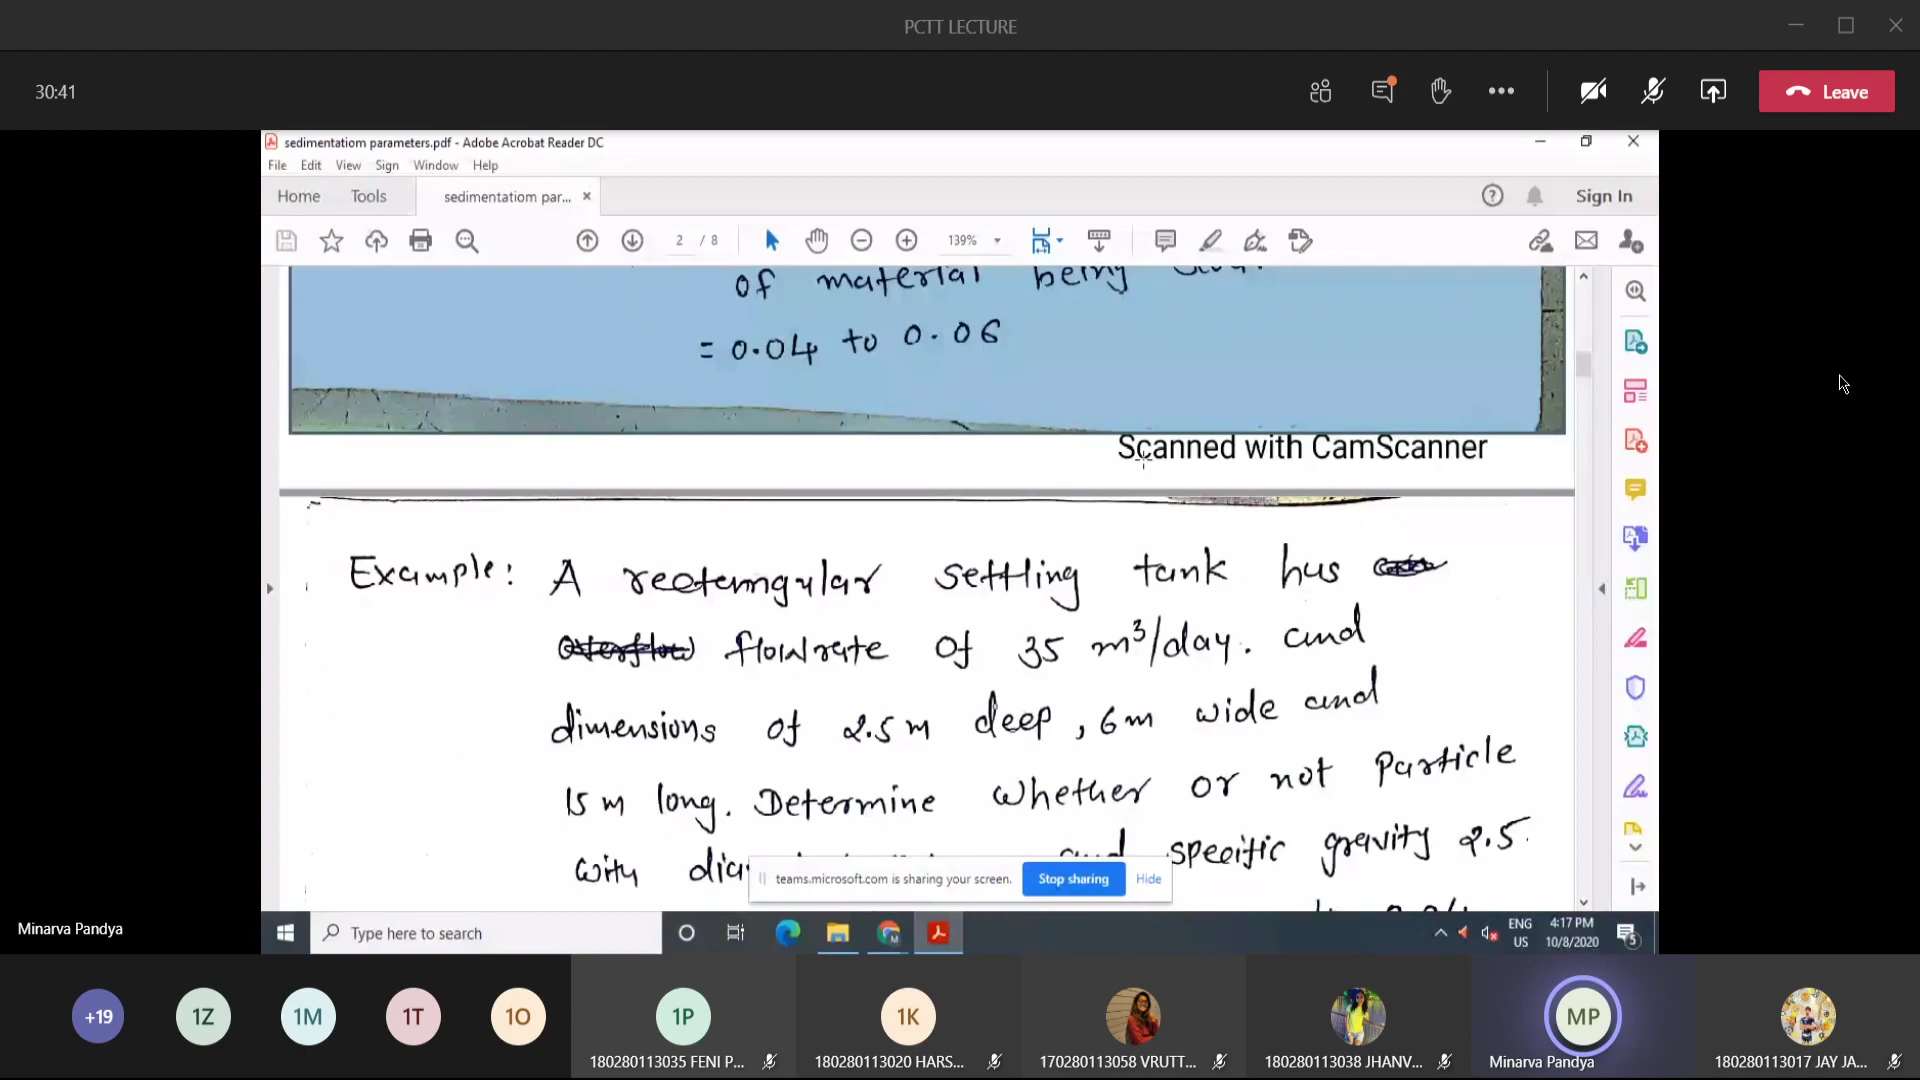 PCTT LECTURE
30:41
Leave
sedimentatiom parameters.pdf - Adobe Acrobat Reader DC
File Edit View Sign Window Help
Home Tools sedimentatiom par... × Sign In
2 / 8 139%
of material being
= 0.04 to 0.06
Scanned with CamScanner
Example: A rectemgular settling tank has
flowrate of 35 m³/day. and
dimensions of 2.5 m deep, 6m wide and
15 m long. Determine whether or not Particle
with and specific gravity 2.5.
teams.microsoft.com is sharing your screen. Stop sharing Hide
Minarva Pandya
Type here to search
ENG
US
4:17 PM
10/8/2020
5
+19 1Z 1M 1T 1O 1P 1K MP
180280113035 FENI P... 180280113020 HARS... 170280113058 VRUTT... 180280113038 JHANV... Minarva Pandya 180280113017 JAY JA...